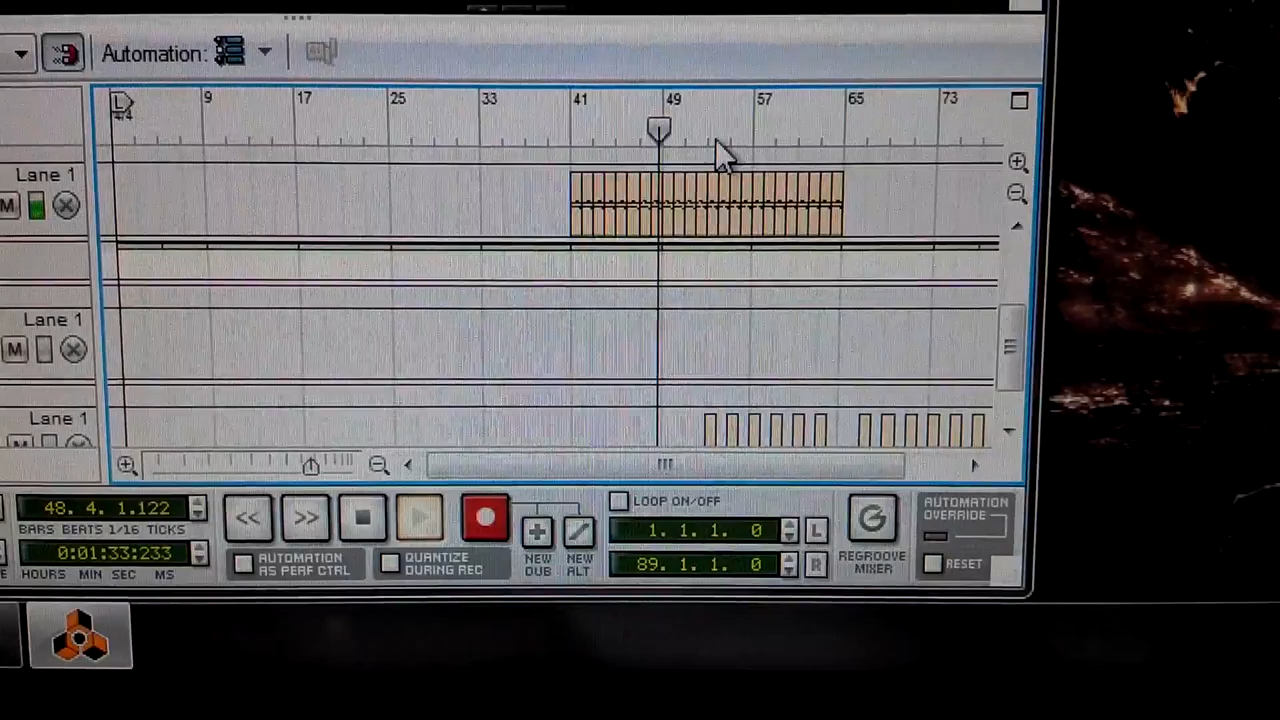 Automation:
L 9 17 25 33 41 49 57 65 73
4/4
Lane 1
M
Lane 1
M
Lane 1
48. 4. 1.122
BARS BEATS 1/16 TICKS
0:01:33:233
HOURS MIN SEC MS
AUTOMATION
AS PERF CTRL
QUANTIZE
DURING REC
NEW
DUB
NEW
ALT
LOOP ON/OFF
1. 1. 1. 0 L
89. 1. 1. 0 R
REGROOVE
MIXER
AUTOMATION
OVERRIDE
RESET